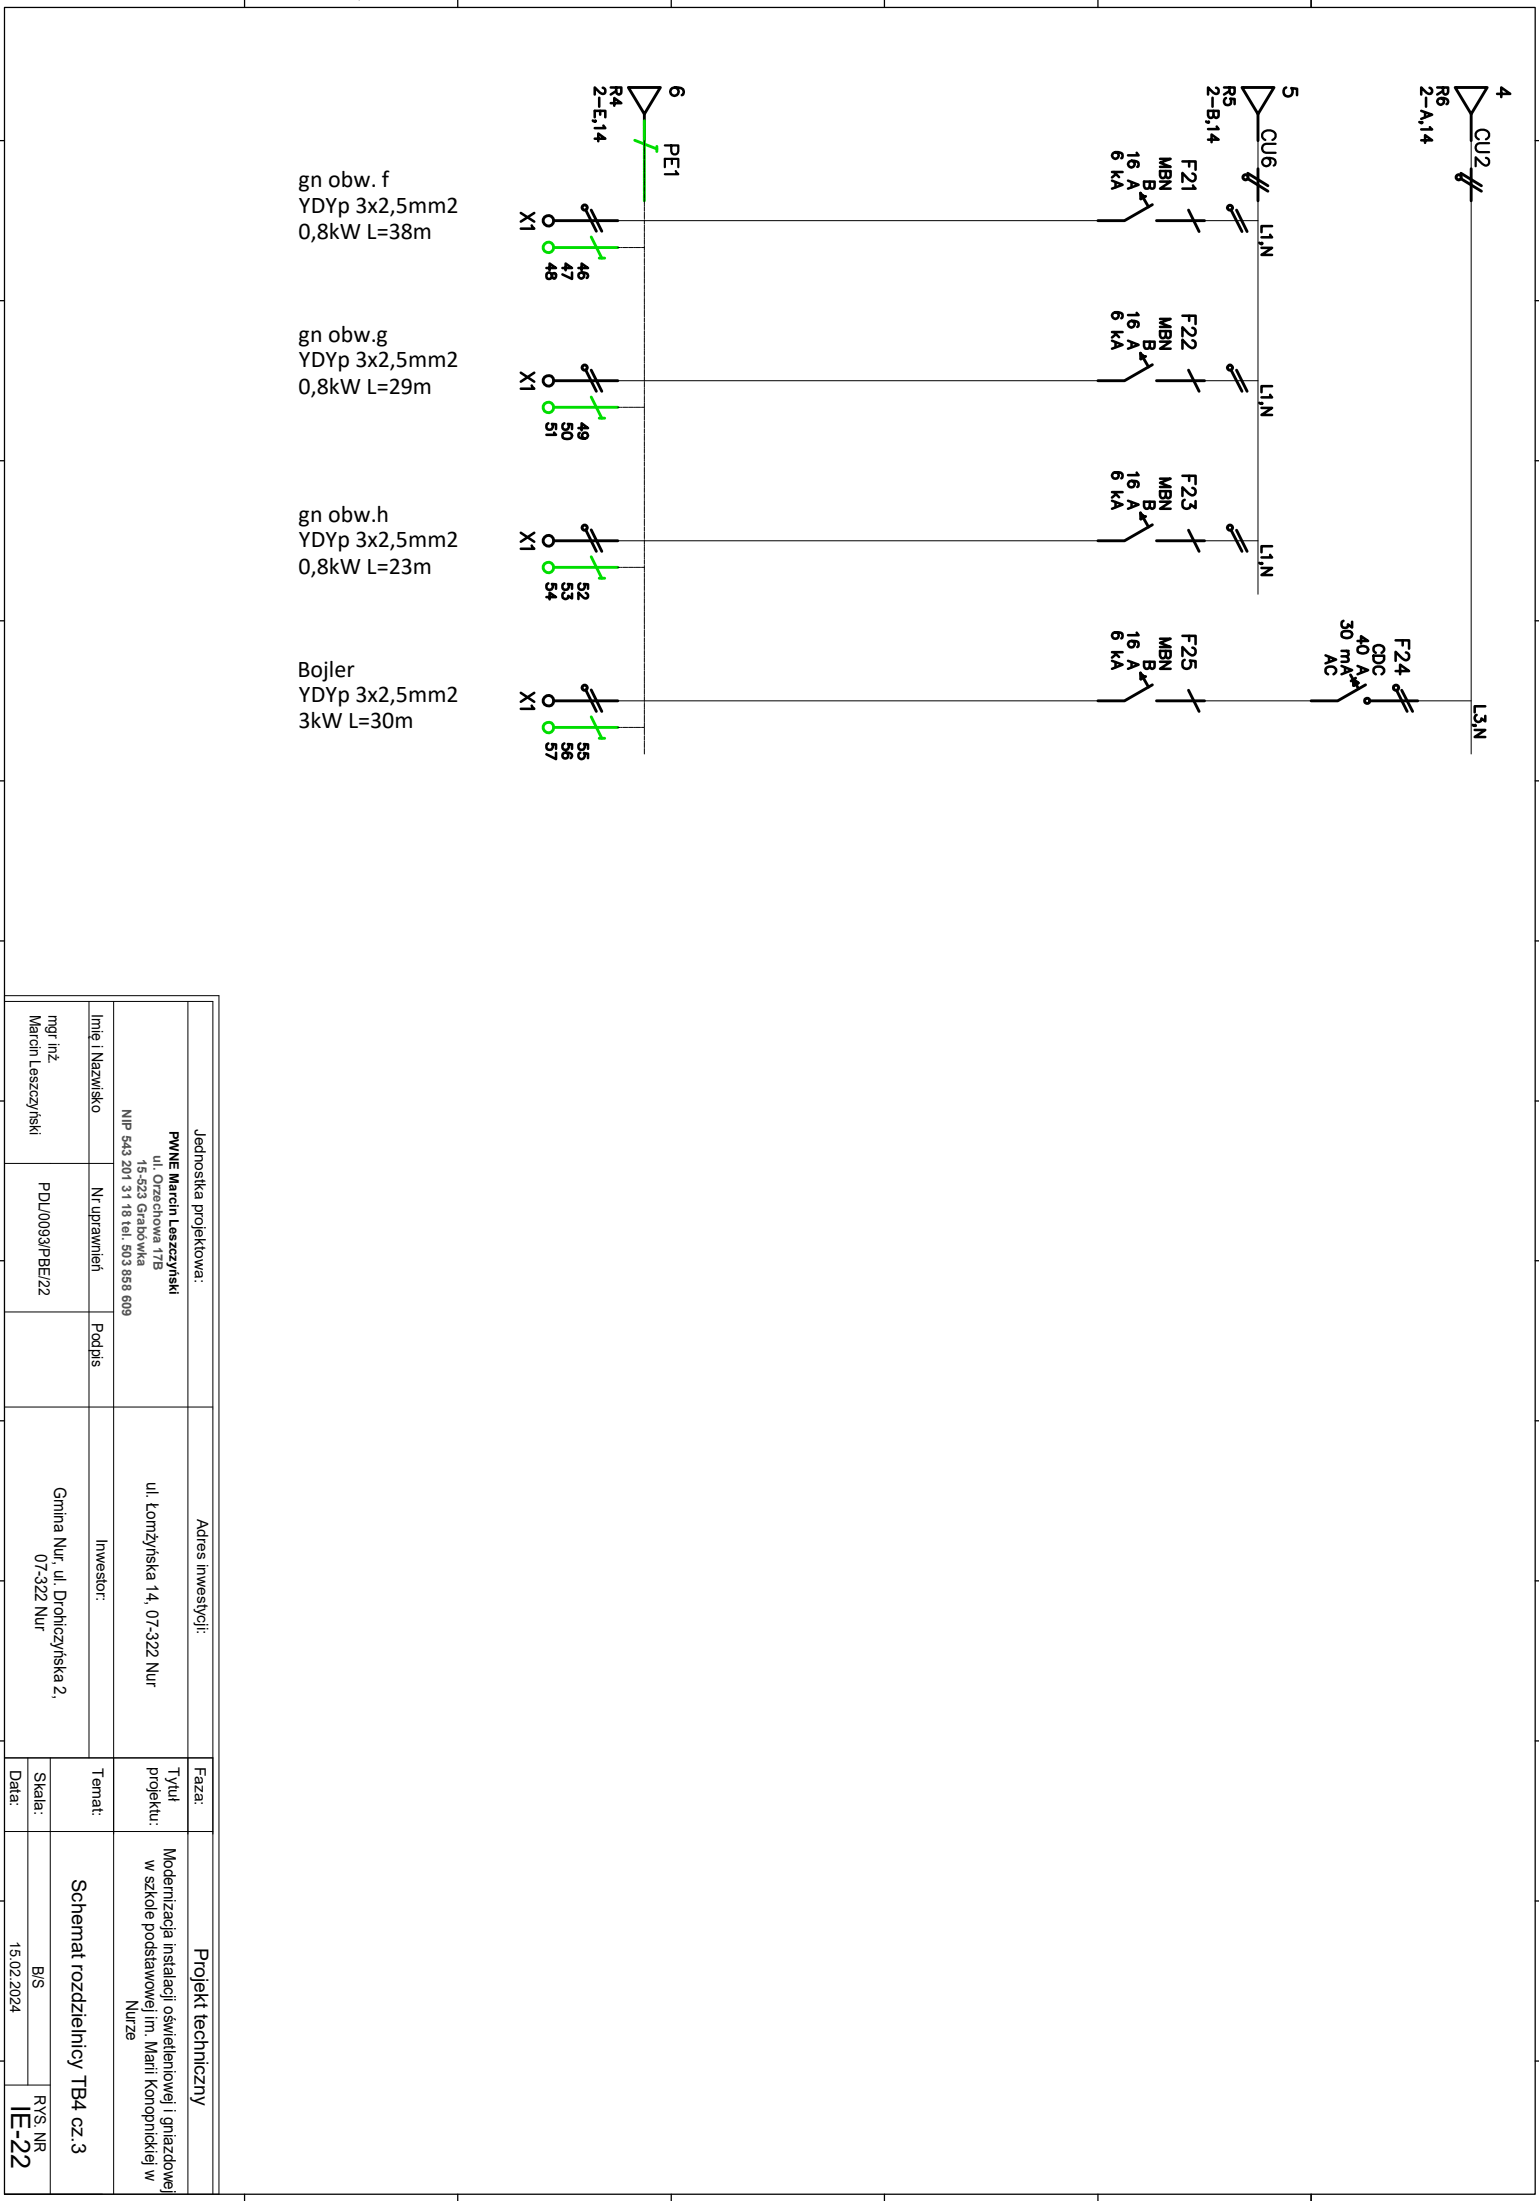 4
R6
2-A,14
CU2
5
R5
2-B,14
CU6
6
R4
2-E,14
PE1
L1,N
L1,N
L1,N
L3,N
F24
CDC
40 A
30 mA
AC
F21
MBN
B
16 A
6 kA
F22
MBN
B
16 A
6 kA
F23
MBN
B
16 A
6 kA
F25
MBN
B
16 A
6 kA
X1
46
47
48
X1
49
50
51
X1
52
53
54
X1
55
56
57
gn obw. f
YDYp 3x2,5mm2
0,8kW L=38m
gn obw.g
YDYp 3x2,5mm2
0,8kW L=29m
gn obw.h
YDYp 3x2,5mm2
0,8kW L=23m
Bojler
YDYp 3x2,5mm2
3kW L=30m
Jednostka projektowa:
PWNE Marcin Leszczyński
ul. Orzechowa 17B
15-523 Grabówka
NIP 543 201 31 18 tel. 503 858 609
Imię i Nazwisko
Nr uprawnień
Podpis
mgr inż.
Marcin Leszczyński
PDL/0093/PBE/22
Adres inwestycji:
ul. Łomżyńska 14, 07-322 Nur
Inwestor:
Gmina Nur, ul. Drohiczyńska 2,
07-322 Nur
Faza:
Projekt techniczny
Tytuł
projektu:
Modernizacja instalacji oświetleniowej i gniazdowej
w szkole podstawowej im. Marii Konopnickiej w
Nurze
Temat:
Schemat rozdzielnicy TB4 cz.3
Skala:
B/S
Data:
15.02.2024
RYS. NR
IE-22